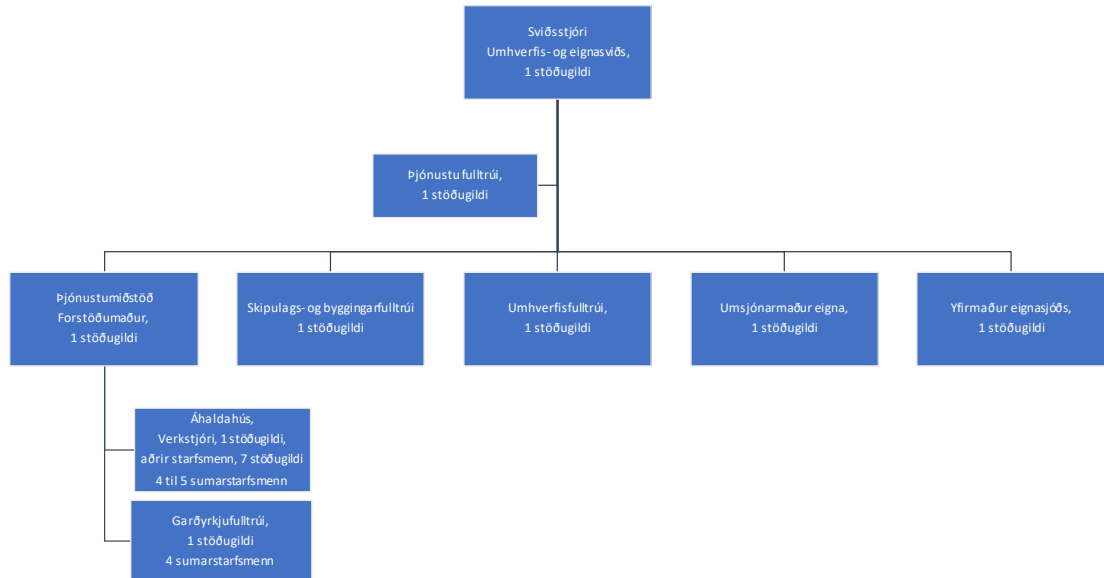 Sviðsstjóri
Umhverfis- og eignasviðs,
1 stöðugildi
Þjónustufulltrúi,
1 stöðugildi
Þjónustumiðstöð
Forstöðumaður,
1 stöðugildi
Skipulags- og byggingarfulltrúi
1 stöðugildi
Umhverfisfulltrúi,
1 stöðugildi
Umsjónarmaður eigna,
1 stöðugildi
Yfirmaður eignasjóðs,
1 stöðugildi
Áhaldahús,
Verkstjóri, 1 stöðugildi,
aðrir starfsmenn, 7 stöðugildi
4 til 5 sumarstarfsmenn
Garðyrkjufulltrúi,
1 stöðugildi
4 sumarstarfsmenn